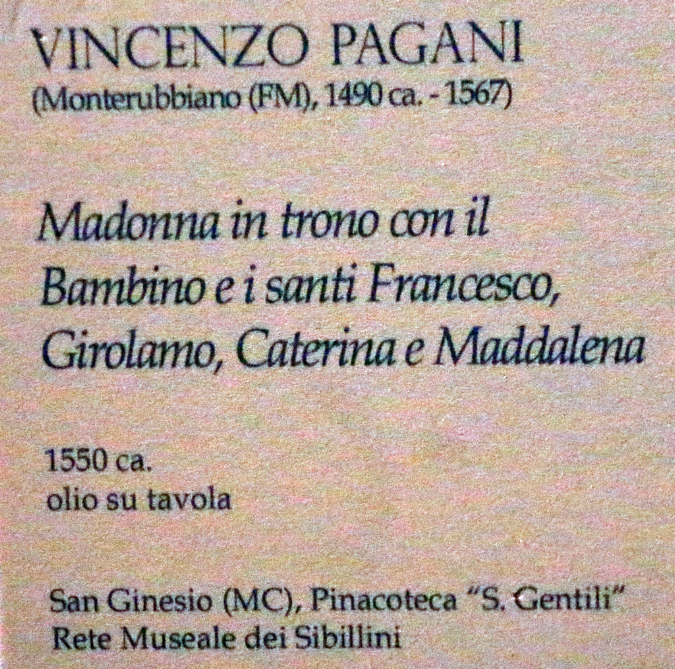 VINCENZO PAGANI
(Monterubbiano (FM), 1490 ca. - 1567)
Madonna in trono con il
Bambino e i santi Francesco,
Girolamo, Caterina e Maddalena
1550 ca.
olio su tavola
San Ginesio (MC), Pinacoteca “S. Gentili”
Rete Museale dei Sibillini